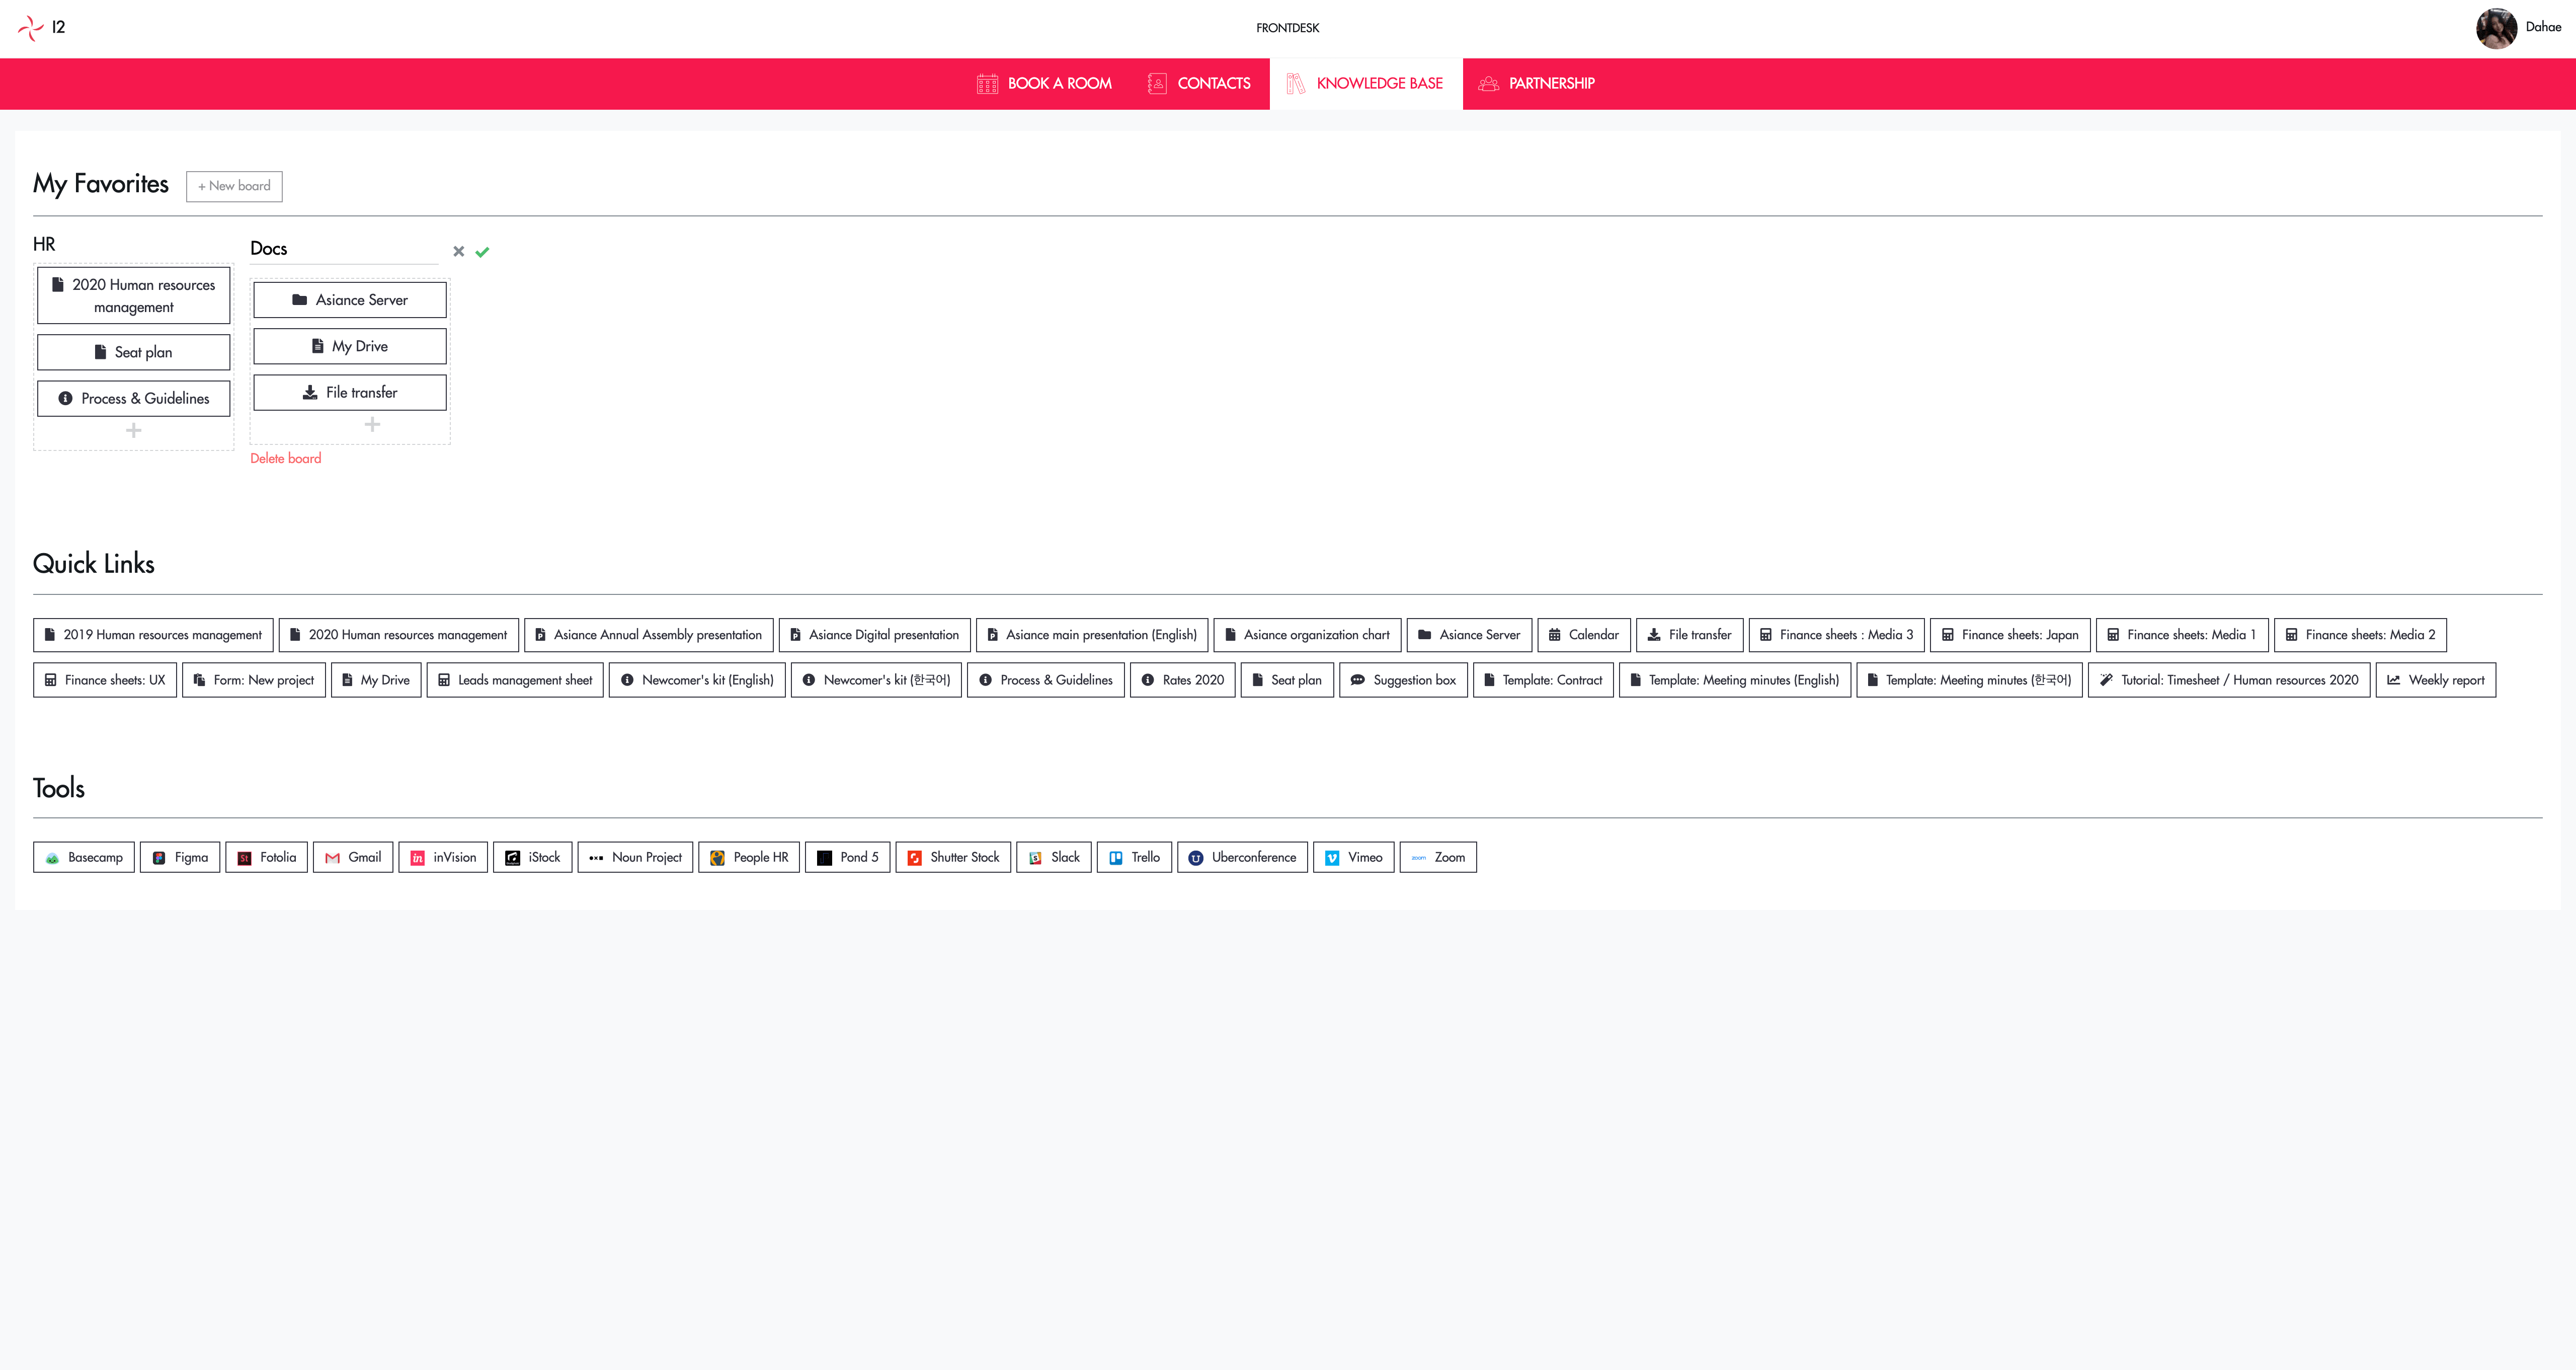 I2
FRONTDESK
Dahae
BOOK A ROOM
CONTACTS
KNOWLEDGE BASE
PARTNERSHIP
My Favorites
+ New board
HR
2020 Human resources
management
Seat plan
Process & Guidelines
Docs
Asiance Server
My Drive
File transfer
Delete board
Quick Links
2019 Human resources management
2020 Human resources management
Asiance Annual Assembly presentation
Asiance Digital presentation
Asiance main presentation (English)
Asiance organization chart
Asiance Server
Calendar
File transfer
Finance sheets : Media 3
Finance sheets: Japan
Finance sheets: Media 1
Finance sheets: Media 2
Finance sheets: UX
Form: New project
My Drive
Leads management sheet
Newcomer's kit (English)
Newcomer's kit (한국어)
Process & Guidelines
Rates 2020
Seat plan
Suggestion box
Template: Contract
Template: Meeting minutes (English)
Template: Meeting minutes (한국어)
Tutorial: Timesheet / Human resources 2020
Weekly report
Tools
Basecamp
Figma
St Fotolia
Gmail
in inVision
iStock
Noun Project
People HR
Pond 5
Shutter Stock
Slack
Trello
Uberconference
Vimeo
zoom Zoom